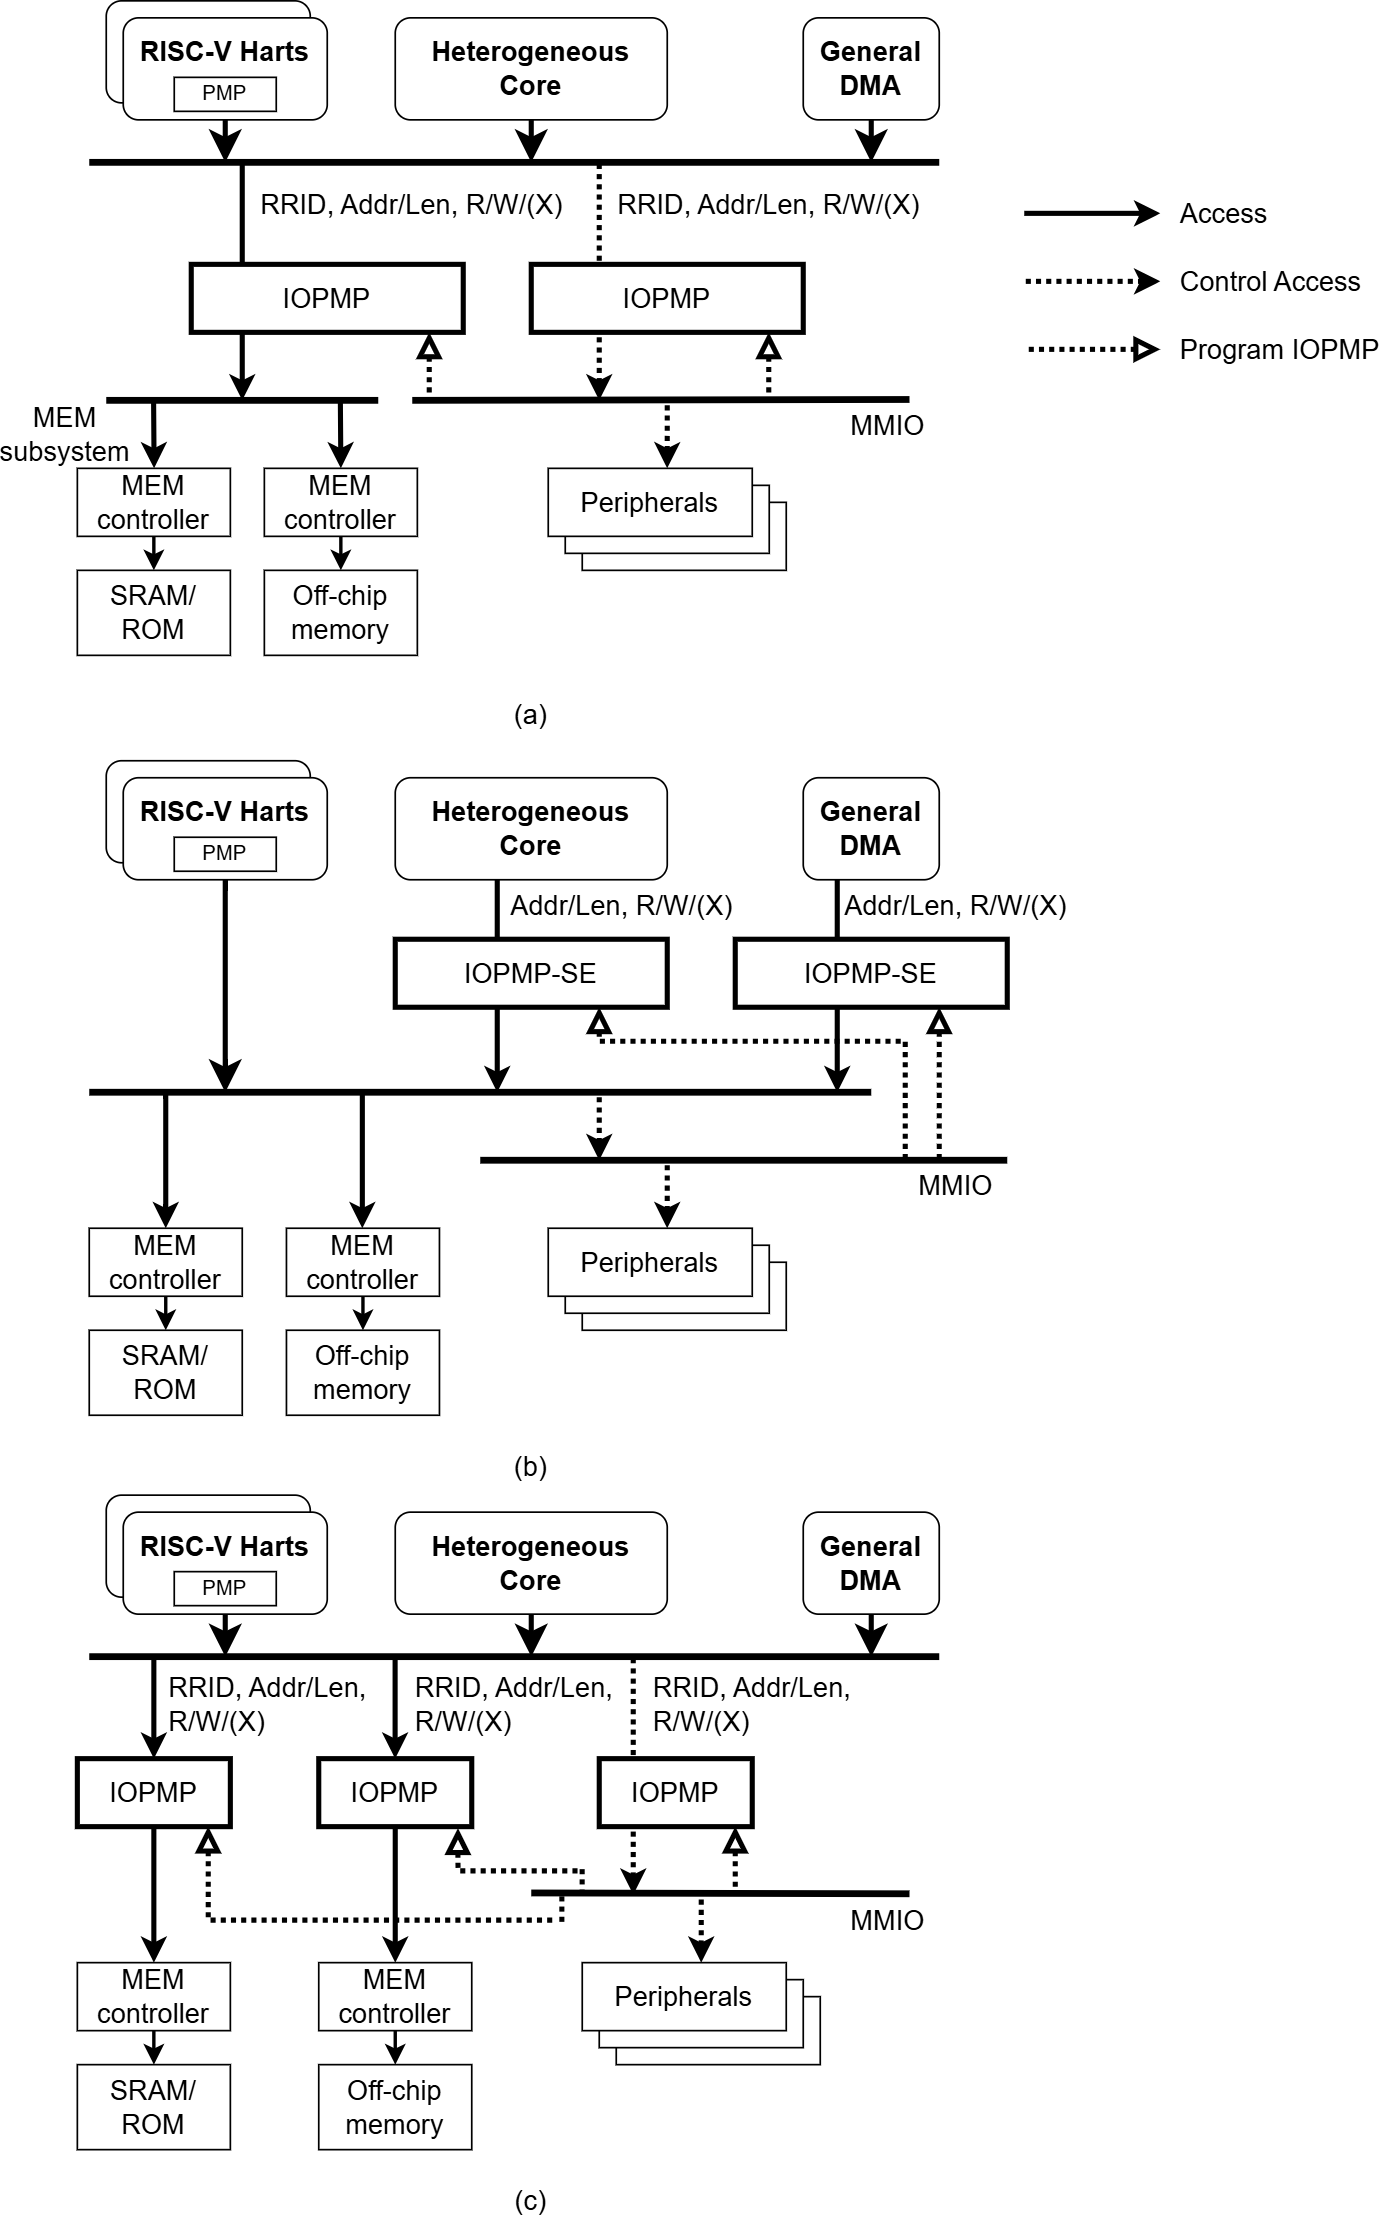 RISC-V Harts
PMP
Heterogeneous
Core
General
DMA
RRID, Addr/Len, R/W/(X)
RRID, Addr/Len, R/W/(X)
Access
Control Access
Program IOPMP
IOPMP
IOPMP
MEM
subsystem
MMIO
MEM
controller
MEM
controller
Peripherals
SRAM/
ROM
Off-chip
memory
(a)
RISC-V Harts
PMP
Heterogeneous
Core
General
DMA
Addr/Len, R/W/(X)
Addr/Len, R/W/(X)
IOPMP-SE
IOPMP-SE
MMIO
MEM
controller
MEM
controller
Peripherals
SRAM/
ROM
Off-chip
memory
(b)
RISC-V Harts
PMP
Heterogeneous
Core
General
DMA
RRID, Addr/Len,
R/W/(X)
RRID, Addr/Len,
R/W/(X)
RRID, Addr/Len,
R/W/(X)
IOPMP
IOPMP
IOPMP
MMIO
MEM
controller
MEM
controller
Peripherals
SRAM/
ROM
Off-chip
memory
(c)